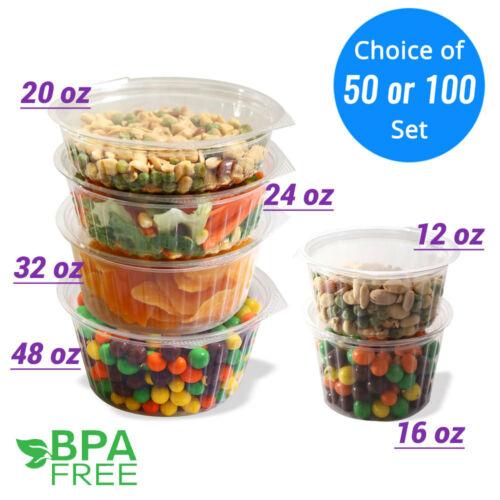 Choice of
50 or 100
Set
20 oz
24 oz
32 oz
48 oz
12 oz
16 oz
BPA
FREE